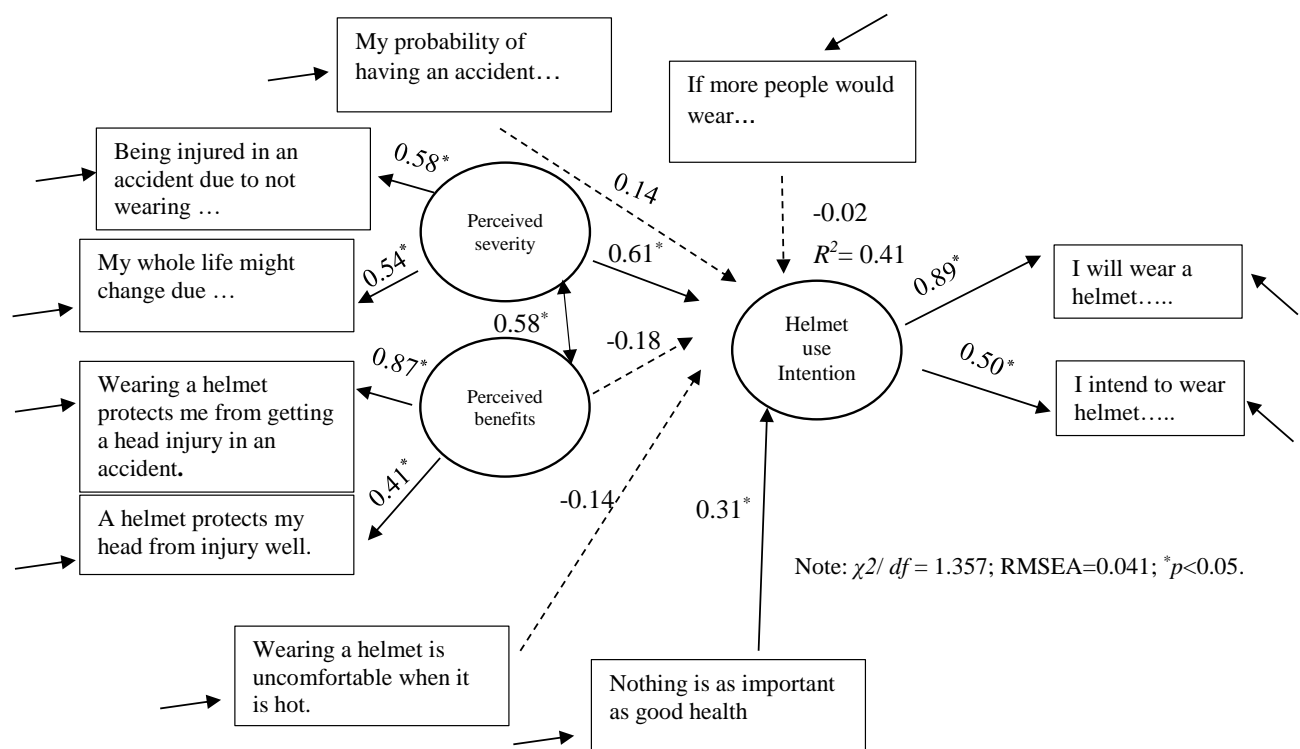 My probability of
having an accident…
If more people would
wear…
Being injured in an
accident due to not
wearing …
0.58*
Perceived
severity
0.14
-0.02
R²= 0.41
My whole life might
change due …
0.54*
0.61*
0.89*
I will wear a
helmet…..
0.58*
-0.18
Helmet
use
Intention
Wearing a helmet
protects me from getting
a head injury in an
accident.
0.87*
Perceived
benefits
0.50*
I intend to wear
helmet…..
A helmet protects my
head from injury well.
0.41*
-0.14
0.31*
Note: χ2/ df = 1.357; RMSEA=0.041; *p<0.05.
Wearing a helmet is
uncomfortable when it
is hot.
Nothing is as important
as good health